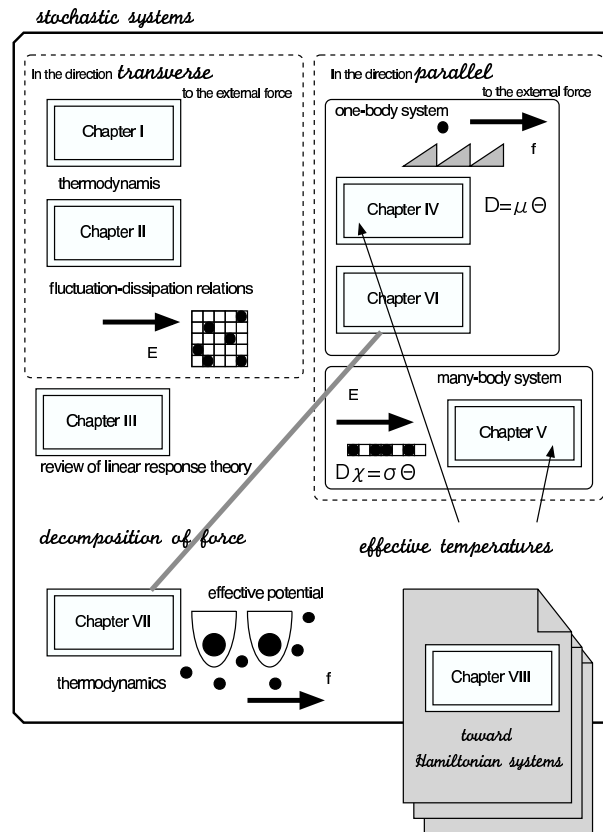 stochastic systems
In the direction transverse
to the external force
Chapter I
thermodynamis
Chapter II
fluctuation-dissipation relations
E
Chapter III
review of linear response theory
In the direction parallel
to the external force
one-body system
f
Chapter IV
D=μΘ
Chapter VI
many-body system
E
Chapter V
Dχ=σΘ
decomposition of force
effective temperatures
effective potential
Chapter VII
thermodynamics
f
Chapter VIII
toward
Hamiltonian systems